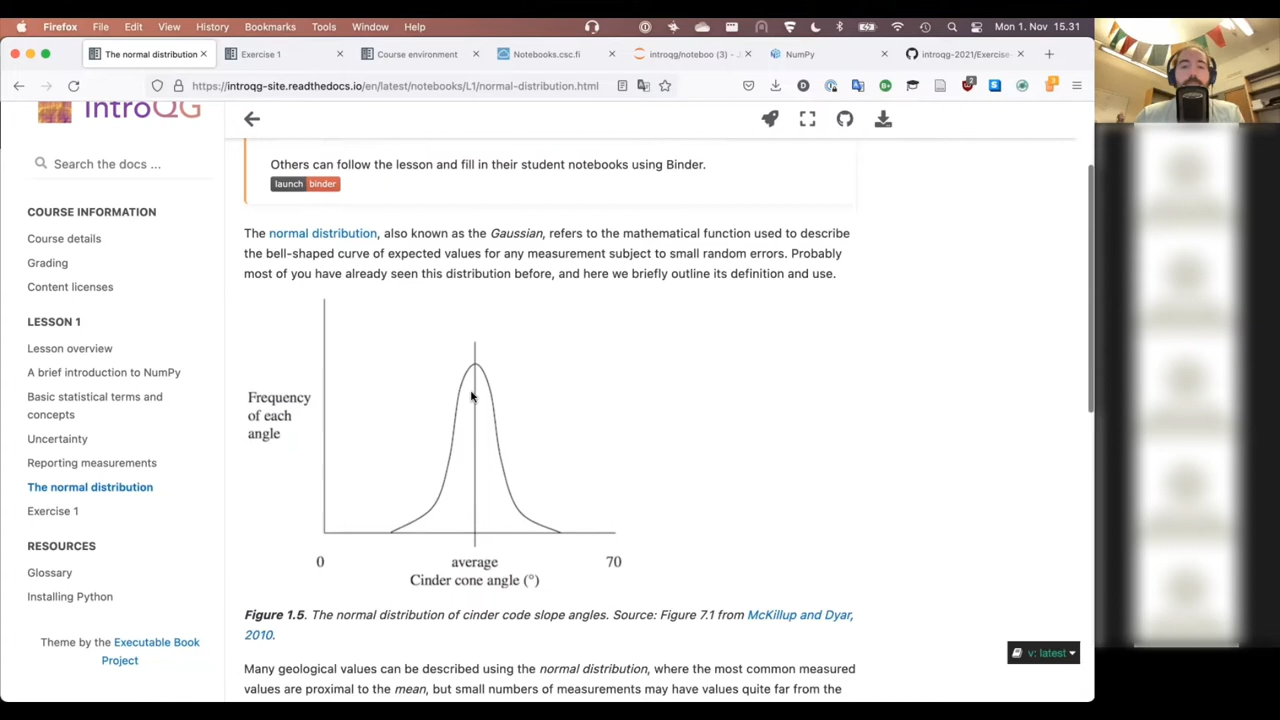 Firefox File Edit View History Bookmarks Tools Window Help Mon 1. Nov 15.31
The normal distribution Exercise 1 Course environment Notebooks.csc.fi introqg/noteboo (3) - J NumPy introqg-2021/Exercise
https://introqg-site.readthedocs.io/en/latest/notebooks/L1/normal-distribution.html
IntroQG
Search the docs ...
COURSE INFORMATION
Course details
Grading
Content licenses
LESSON 1
Lesson overview
A brief introduction to NumPy
Basic statistical terms and
concepts
Uncertainty
Reporting measurements
The normal distribution
Exercise 1
RESOURCES
Glossary
Installing Python
Theme by the Executable Book
Project
Others can follow the lesson and fill in their student notebooks using Binder.
launch binder
The normal distribution, also known as the Gaussian, refers to the mathematical function used to describe
the bell-shaped curve of expected values for any measurement subject to small random errors. Probably
most of you have already seen this distribution before, and here we briefly outline its definition and use.
Frequency
of each
angle
0 average 70
Cinder cone angle (°)
Figure 1.5. The normal distribution of cinder code slope angles. Source: Figure 7.1 from McKillup and Dyar,
2010.
Many geological values can be described using the normal distribution, where the most common measured
values are proximal to the mean, but small numbers of measurements may have values quite far from the
v: latest